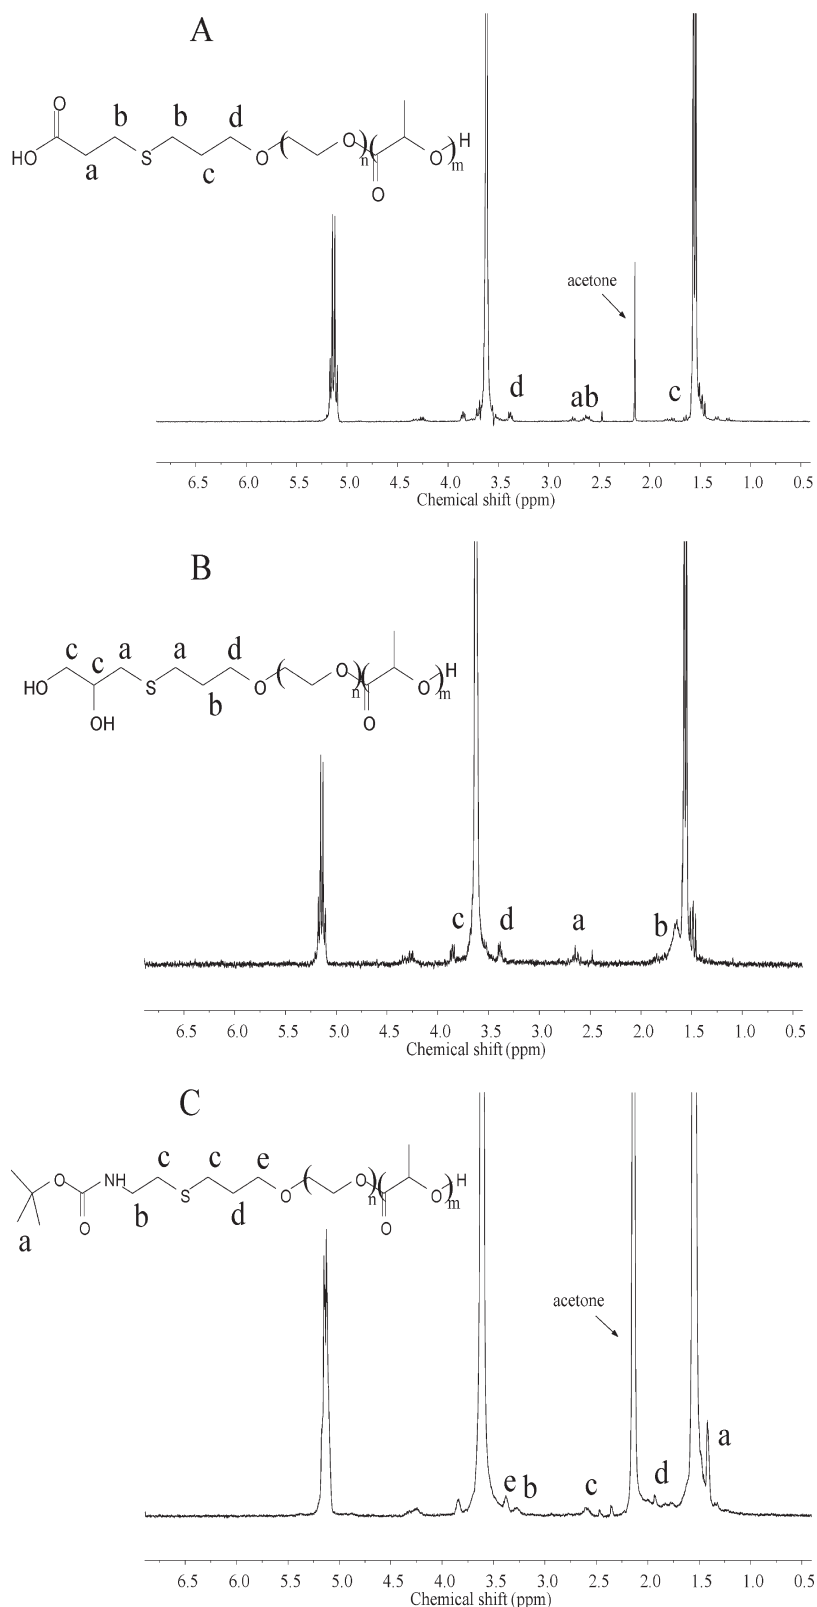 A
O b b d
HO a S c O ( O ) n ( O O ) m H
acetone
d ab c
6.5 6.0 5.5 5.0 4.5 4.0 3.5 3.0 2.5 2.0 1.5 1.0 0.5
Chemical shift (ppm)
B
c c a a d
HO OH S b O ( O ) n ( O O ) m H
c d a b
6.5 6.0 5.5 5.0 4.5 4.0 3.5 3.0 2.5 2.0 1.5 1.0 0.5
Chemical shift (ppm)
C
c c e
a O O NH b S d O ( O ) n ( O O ) m H
acetone
e b c d a
6.5 6.0 5.5 5.0 4.5 4.0 3.5 3.0 2.5 2.0 1.5 1.0 0.5
Chemical shift (ppm)